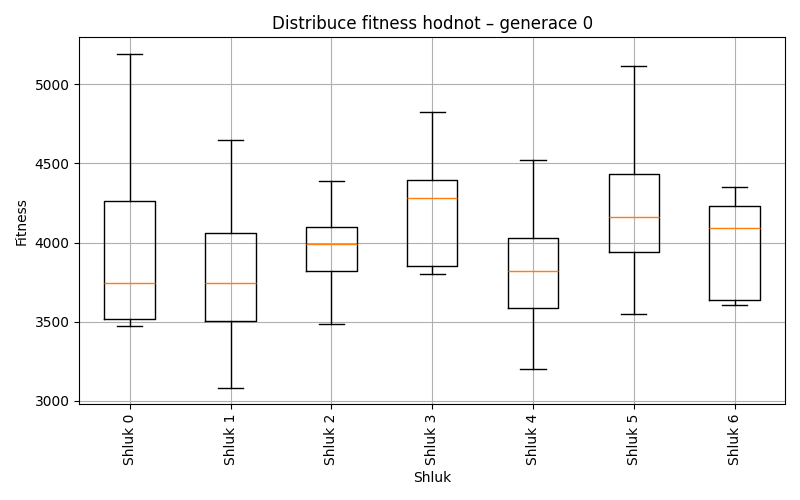 Distribuce fitness hodnot – generace 0
5000
4500
4000
3500
3000
Fitness
Shluk 0
Shluk 1
Shluk 2
Shluk 3
Shluk 4
Shluk 5
Shluk 6
Shluk